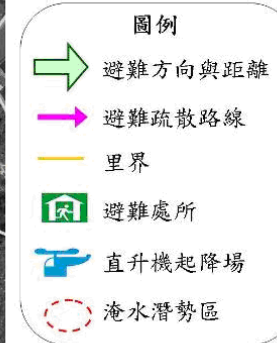 圖例
避難方向與距離
避難疏散路線
里界
避難處所
直升機起降場
淹水潛勢區